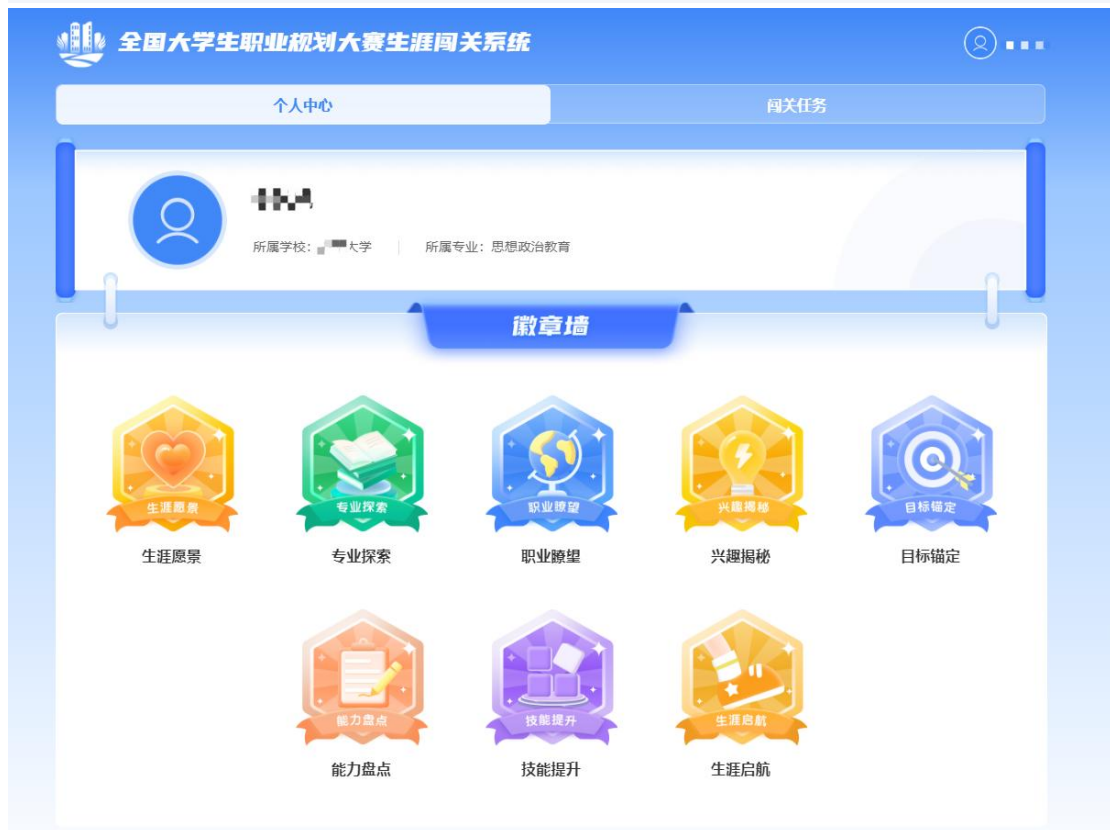 全国大学生职业规划大赛生涯闯关系统
个人中心
闯关任务
所属学校：
大学
所属专业：思想政治教育
徽章墙
生涯愿景
专业探索
职业瞭望
兴趣揭秘
目标锚定
生涯愿景
专业探索
职业瞭望
兴趣揭秘
目标锚定
能力盘点
技能提升
生涯启航
能力盘点
技能提升
生涯启航